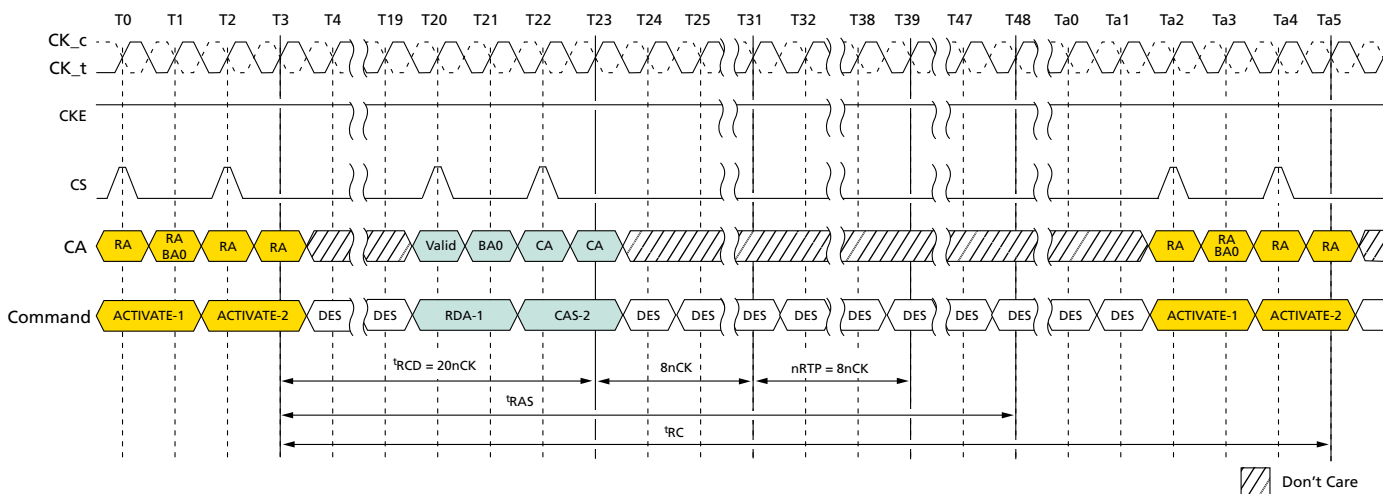 T0 T1 T2 T3 T4 T19 T20 T21 T22 T23 T24 T25 T31 T32 T38 T39 T47 T48 Ta0 Ta1 Ta2 Ta3 Ta4 Ta5
CK_c
CK_t
CKE
CS
CA RA RA BA0 RA RA Valid BA0 CA CA RA RA BA0 RA RA
Command ACTIVATE-1 ACTIVATE-2 DES DES RDA-1 CAS-2 DES DES DES DES DES DES DES DES DES DES ACTIVATE-1 ACTIVATE-2
tRCD = 20nCK 8nCK nRTP = 8nCK
tRAS
tRC
Don't Care